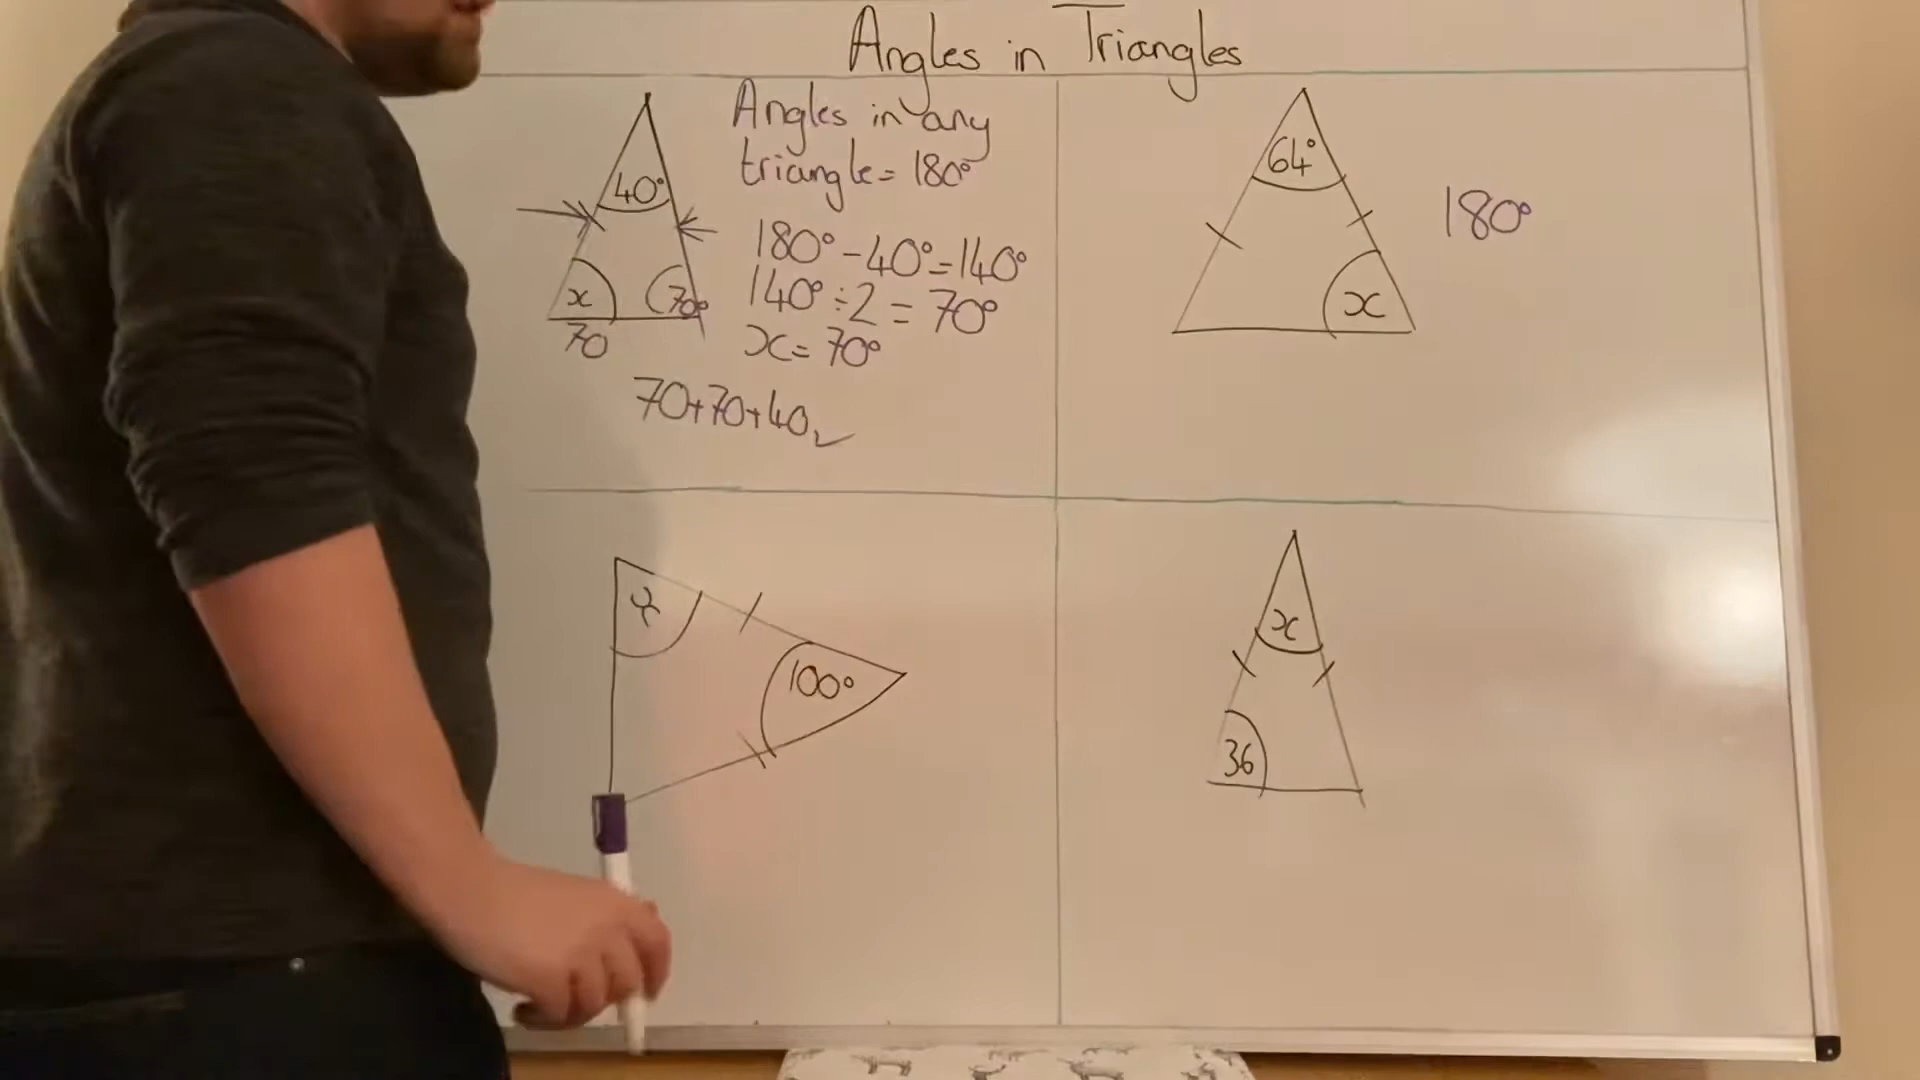 Angles in Triangles
40°
x
70°
70
Angles in any
triangle = 180°
180° - 40° = 140°
140° ÷ 2 = 70°
x = 70°
70+70+40
64°
x
180°
x
100°
x
36